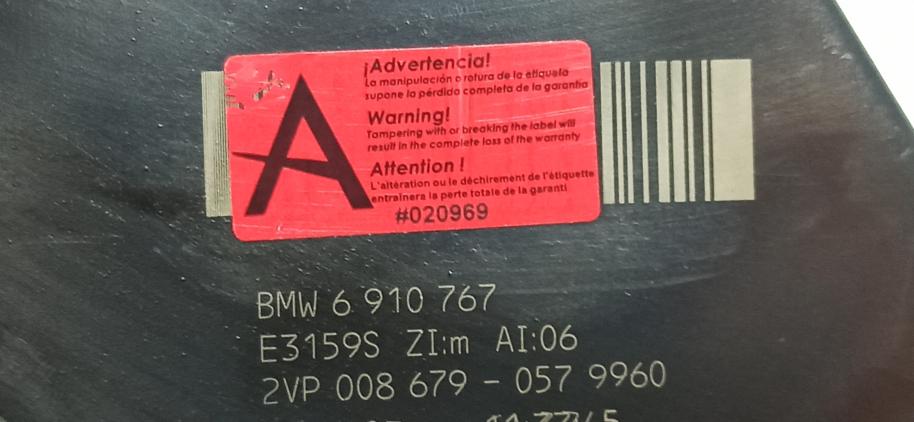 ¡Advertencia!
La manipulación o rotura de la etiqueta
supone la pérdida completa de la garantía
Warning!
Tampering with or breaking the label will
result in the complete loss of the warranty
Attention !
L'altération ou le déchirement de l'étiquette
entraînera la perte totale de la garanti
#020969
A
BMW 6 910 767
E3159S ZI:m AI:06
2VP 008 679 - 057 9960